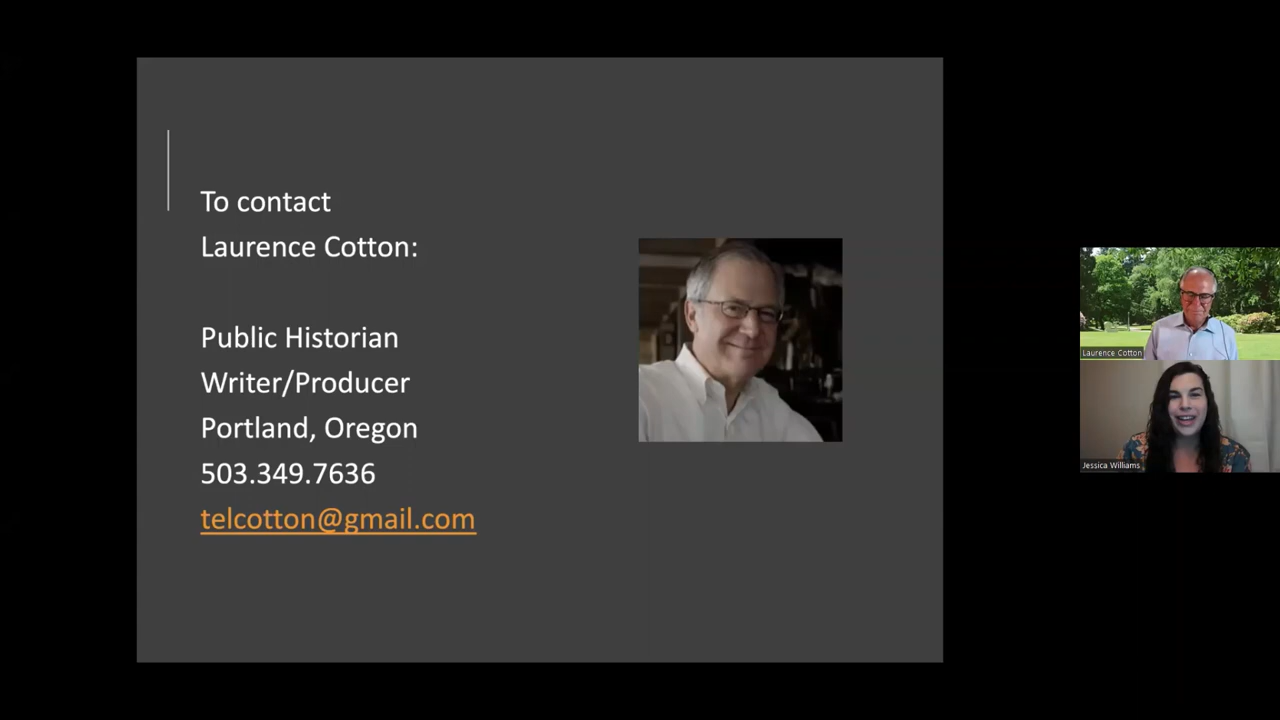 To contact
Laurence Cotton:
Public Historian
Writer/Producer
Portland, Oregon
503.349.7636
telcotton@gmail.com
Laurence Cotton
Jessica Williams